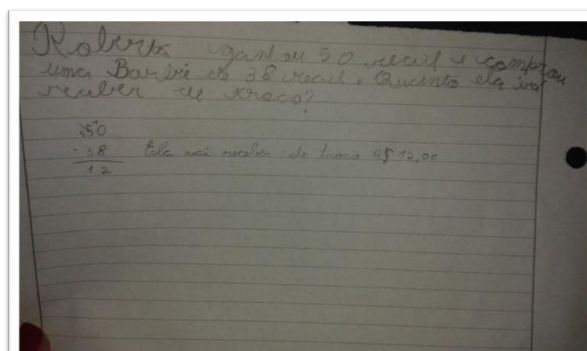 Roberta ganhou 50 reais e comprou
uma Barbie de 38 reais. Quanto ela irá
receber de troco?
50
- 38
12
Ela vai receber de troco R$ 12,00